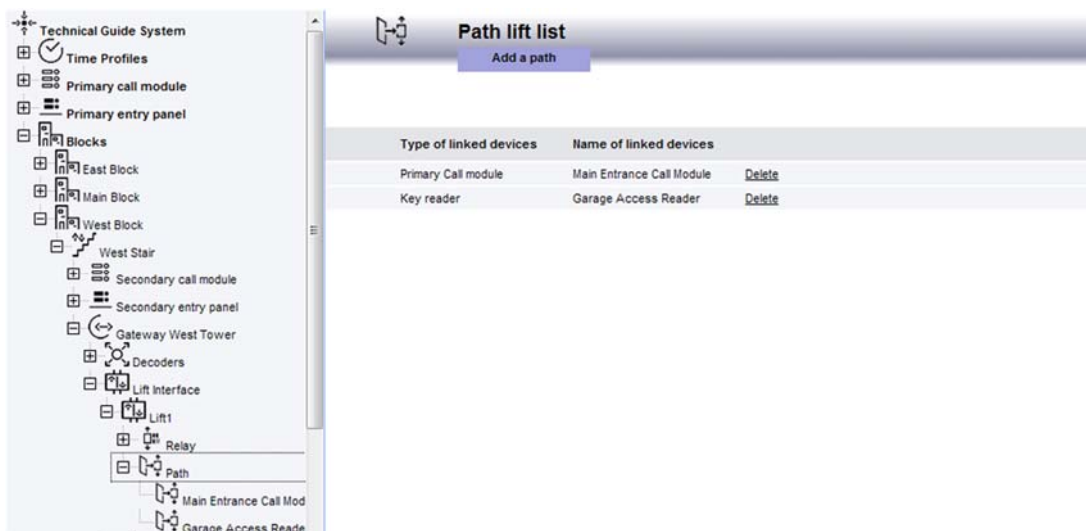 Technical Guide System
Time Profiles
Primary call module
Primary entry panel
Blocks
East Block
Main Block
West Block
West Stair
Secondary call module
Secondary entry panel
Gateway West Tower
Decoders
Lift Interface
Lift1
Relay
Path
Main Entrance Call Mod
Garage Access Reade
Path lift list
Add a path
Type of linked devices Name of linked devices
Primary Call module Main Entrance Call Module Delete
Key reader Garage Access Reader Delete